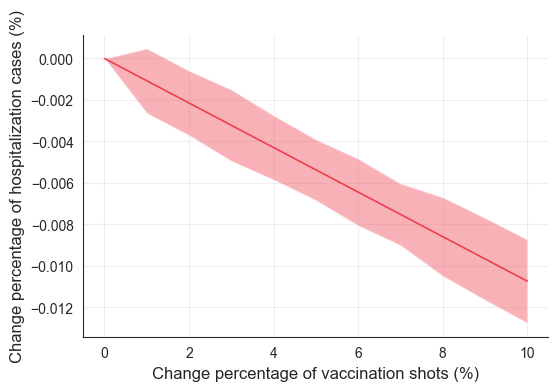 Change percentage of hospitalization cases (%)
0.000
−0.002
−0.004
−0.006
−0.008
−0.010
−0.012
0 2 4 6 8 10
Change percentage of vaccination shots (%)